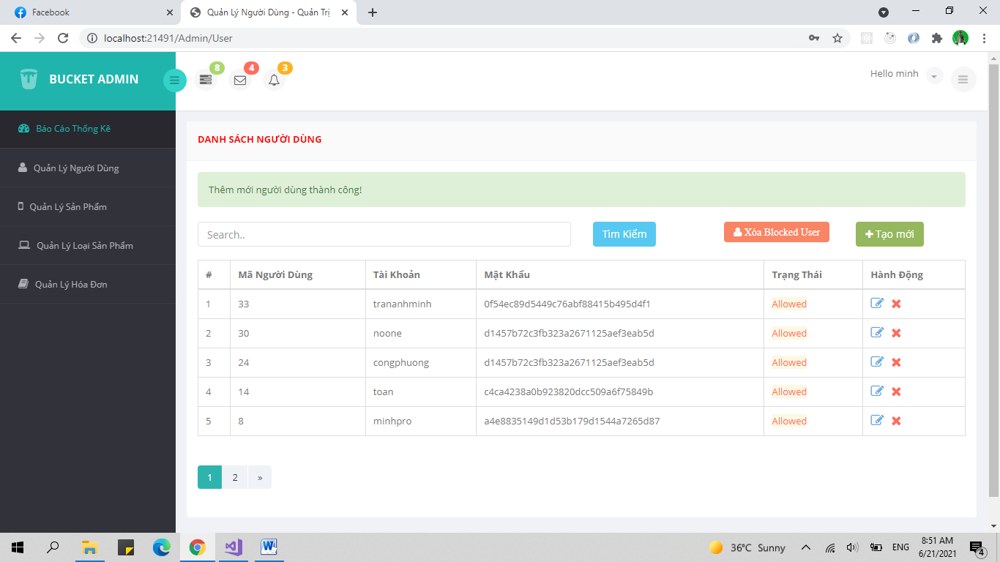 Facebook
Quản Lý Người Dùng - Quản Trị
localhost:21491/Admin/User
BUCKET ADMIN
8
4
3
Hello minh
Báo Cáo Thống Kê
Quản Lý Người Dùng
Quản Lý Sản Phẩm
Quản Lý Loại Sản Phẩm
Quản Lý Hóa Đơn
DANH SÁCH NGƯỜI DÙNG
Thêm mới người dùng thành công!
Search..
Tìm Kiếm
Xóa Blocked User
Tạo mới
# Mã Người Dùng Tài Khoản Mật Khẩu Trạng Thái Hành Động
1 33 trananhminh 0f54ec89d5449c76abf88415b495d4f1 Allowed
2 30 noone d1457b72c3fb323a2671125aef3eab5d Allowed
3 24 congphuong d1457b72c3fb323a2671125aef3eab5d Allowed
4 14 toan c4ca4238a0b923820dcc509a6f75849b Allowed
5 8 minhpro a4e8835149d1d53b179d1544a7265d87 Allowed
1 2 »
36°C Sunny
ENG
8:51 AM
6/21/2021
4